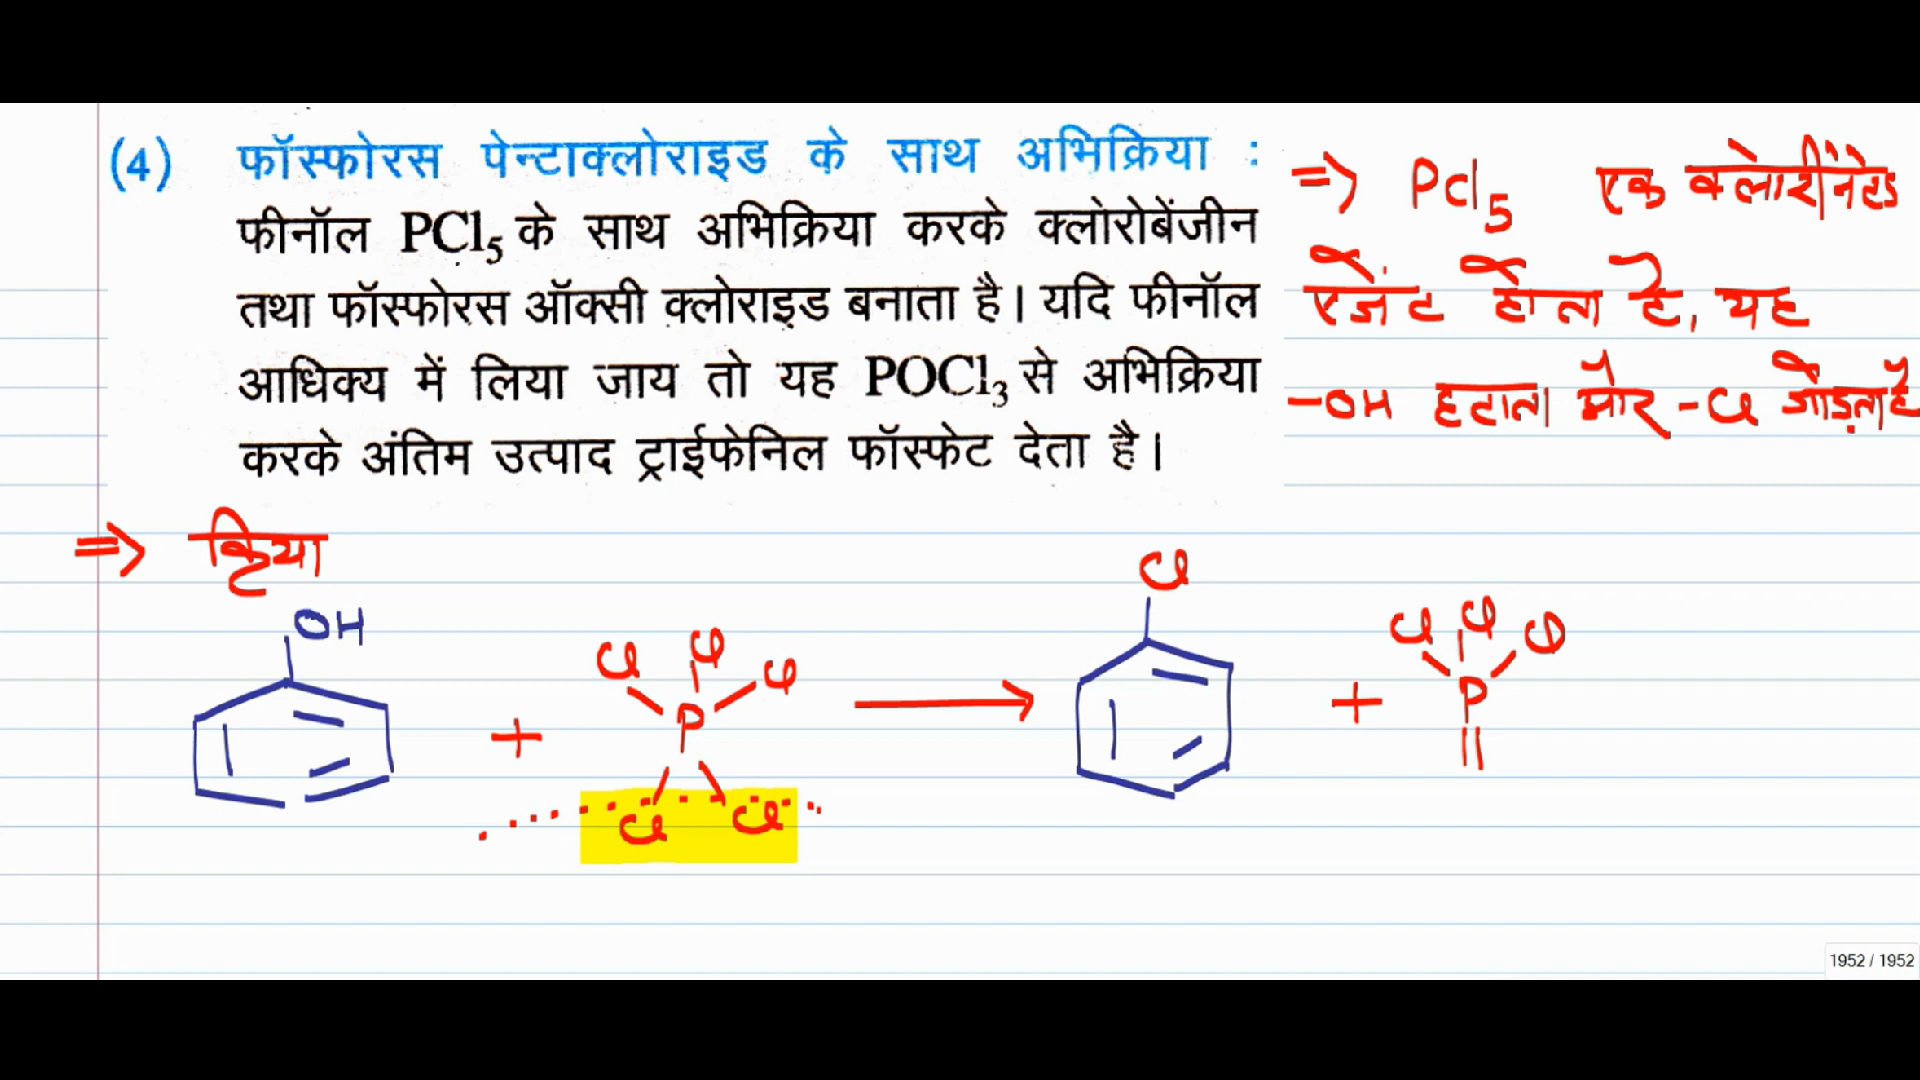 (4) फॉस्फोरस पेन्टाक्लोराइड के साथ अभिक्रिया :
फीनॉल PCl₅ के साथ अभिक्रिया करके क्लोरोबेंजीन
तथा फॉस्फोरस ऑक्सी क्लोराइड बनाता है। यदि फीनॉल
आधिक्य में लिया जाय तो यह POCl₃ से अभिक्रिया
करके अंतिम उत्पाद ट्राईफेनिल फॉस्फेट देता है।
=> PCl₅ एक क्लोरीनेटेड
एजेंट होता है, यह
-OH हटाता और -Cl जोड़ता है
=> क्रिया
OH
+
Cl Cl Cl
P
Cl Cl
Cl
+
Cl Cl Cl
P
1952 / 1952